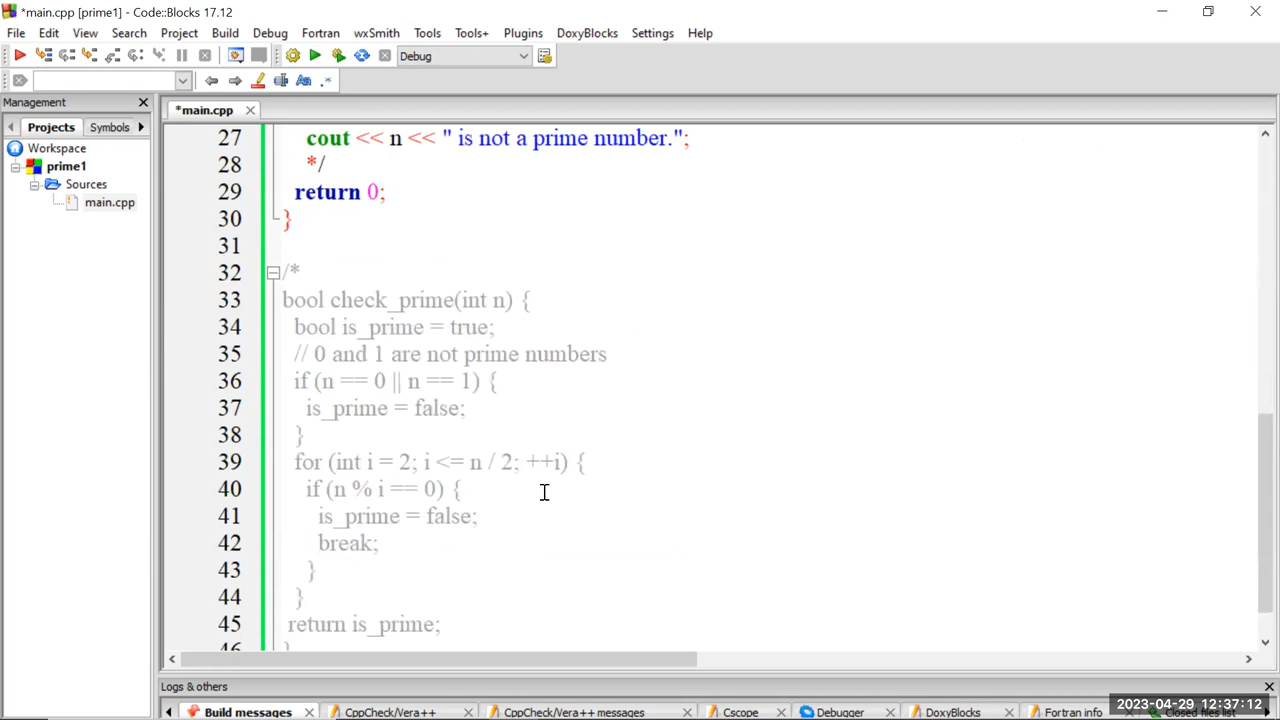 *main.cpp [prime1] - Code::Blocks 17.12
File Edit View Search Project Build Debug Fortran wxSmith Tools Tools+ Plugins DoxyBlocks Settings Help
Debug
Management
Projects Symbols
*main.cpp
Workspace
prime1
Sources
main.cpp
27 cout << n << " is not a prime number.";
28 */
29 return 0;
30 }
31
32 /*
33 bool check_prime(int n) {
34 bool is_prime = true;
35 // 0 and 1 are not prime numbers
36 if (n == 0 || n == 1) {
37 is_prime = false;
38 }
39 for (int i = 2; i <= n / 2; ++i) {
40 if (n % i == 0) {
41 is_prime = false;
42 break;
43 }
44 }
45 return is_prime;
46 }
Logs & others
Build messages CppCheck/Vera++ CppCheck/Vera++ messages Cscope Debugger DoxyBlocks Fortran info Closed files list
2023-04-29 12:37:12